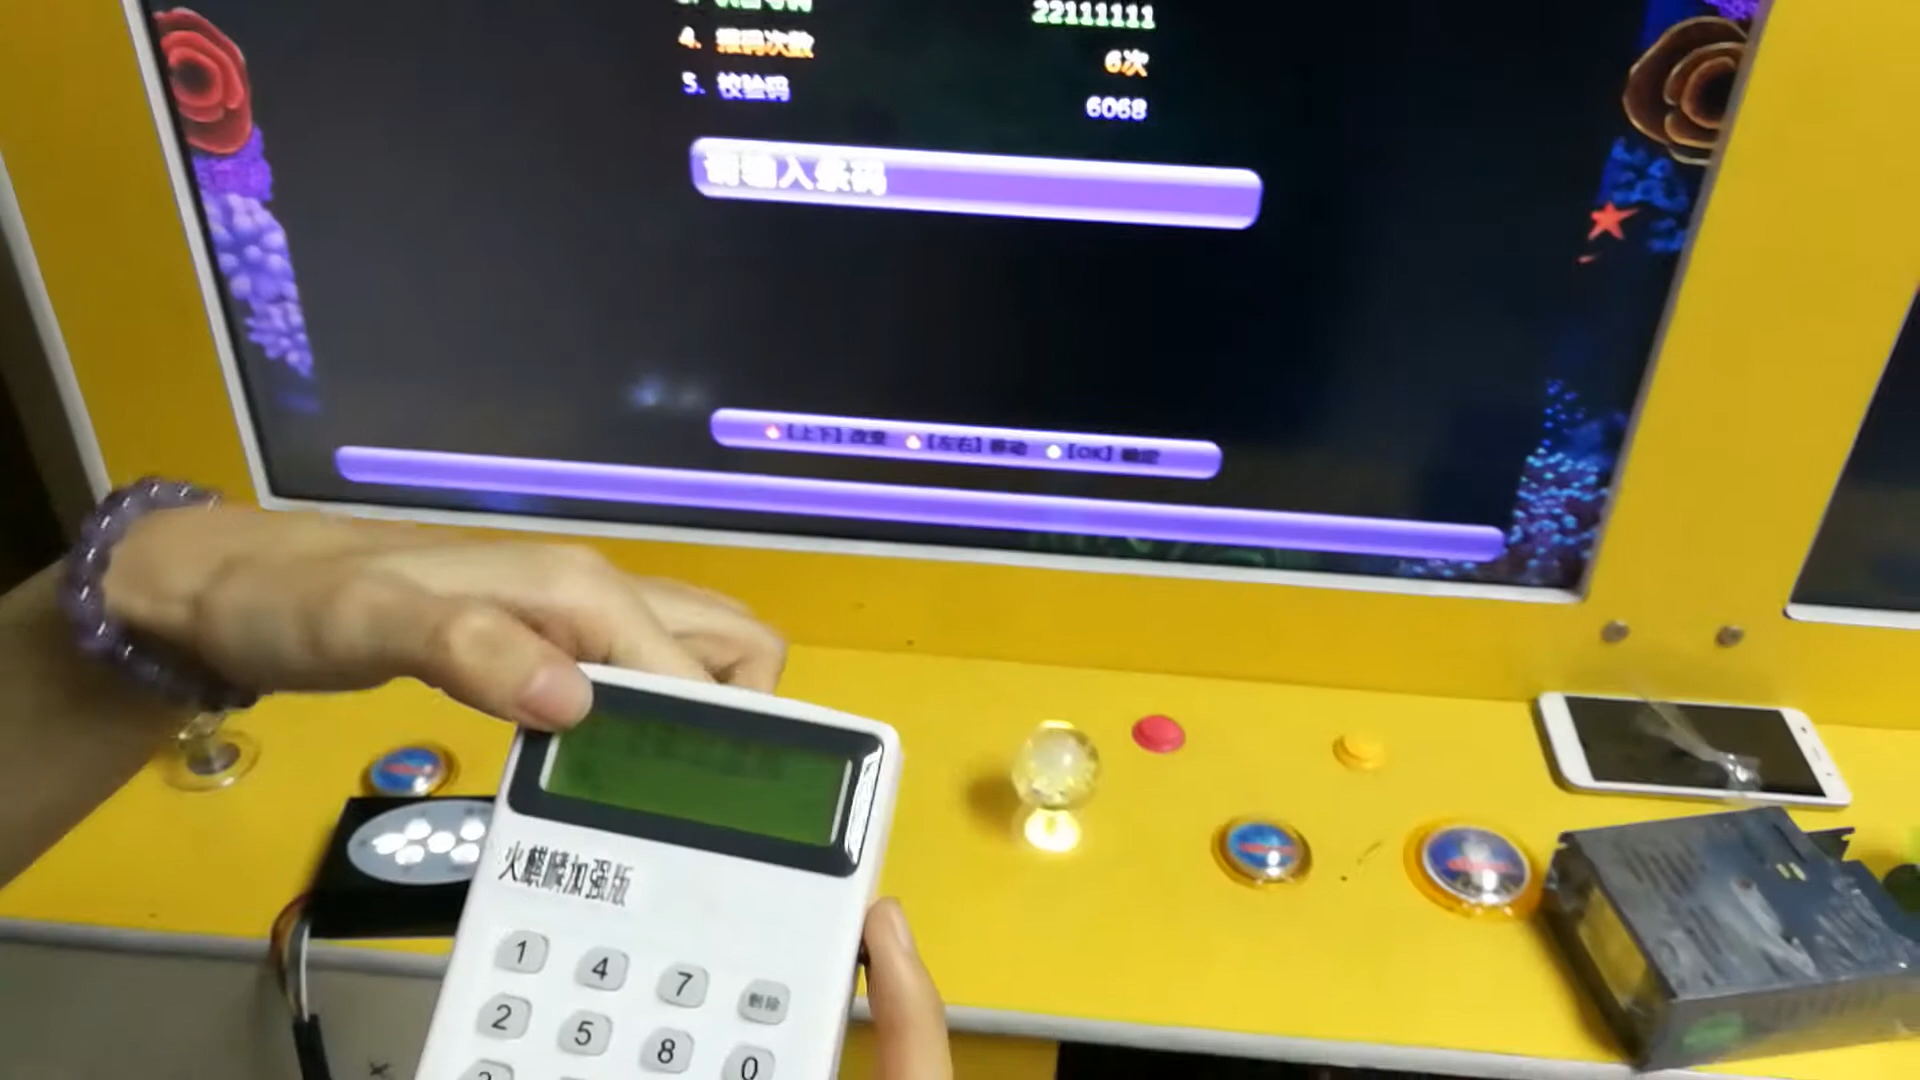 22111111
4. 报码次数 6次
5. 校验码 6068
请输入条码
【上下】改变 【左右】移动 【OK】确定
火麒麟加强版
1 4 7 删除
2 5 8 0